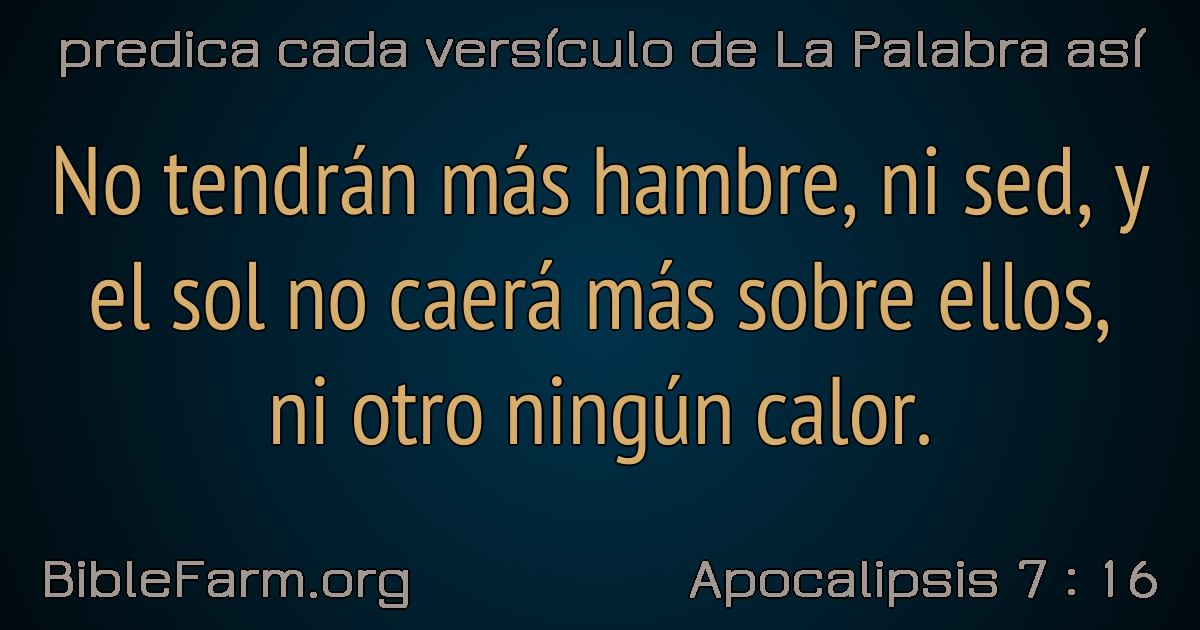 predica cada versículo de La Palabra así
No tendrán más hambre, ni sed, y
el sol no caerá más sobre ellos,
ni otro ningún calor.
BibleFarm.org
Apocalipsis 7 : 16